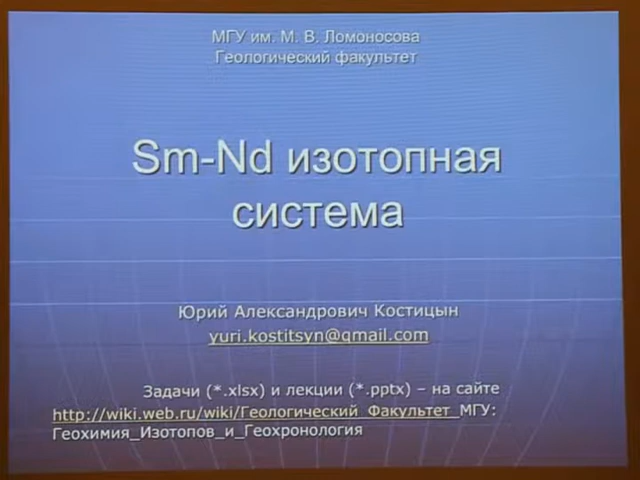 МГУ им. М. В. Ломоносова
Геологический факультет
Sm-Nd изотопная
система
Юрий Александрович Костицын
yuri.kostitsyn@gmail.com
Задачи (*.xlsx) и лекции (*.pptx) – на сайте
http://wiki.web.ru/wiki/Геологический_Факультет_МГУ:
Геохимия_Изотопов_и_Геохронология